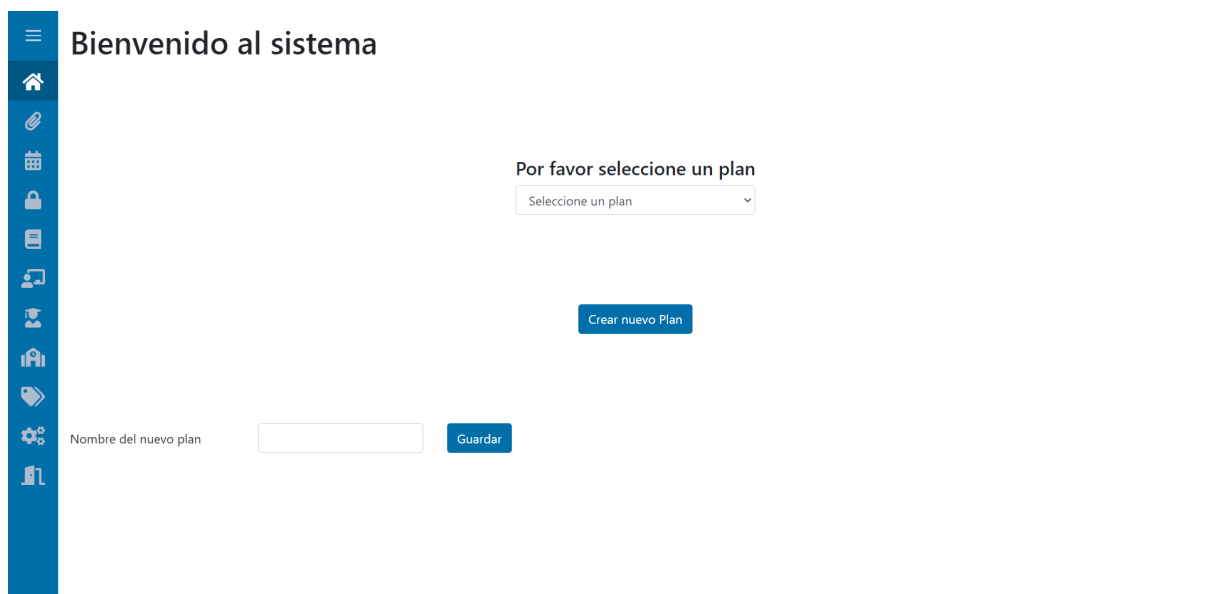 Bienvenido al sistema
Por favor seleccione un plan
Seleccione un plan
Crear nuevo Plan
Nombre del nuevo plan
Guardar